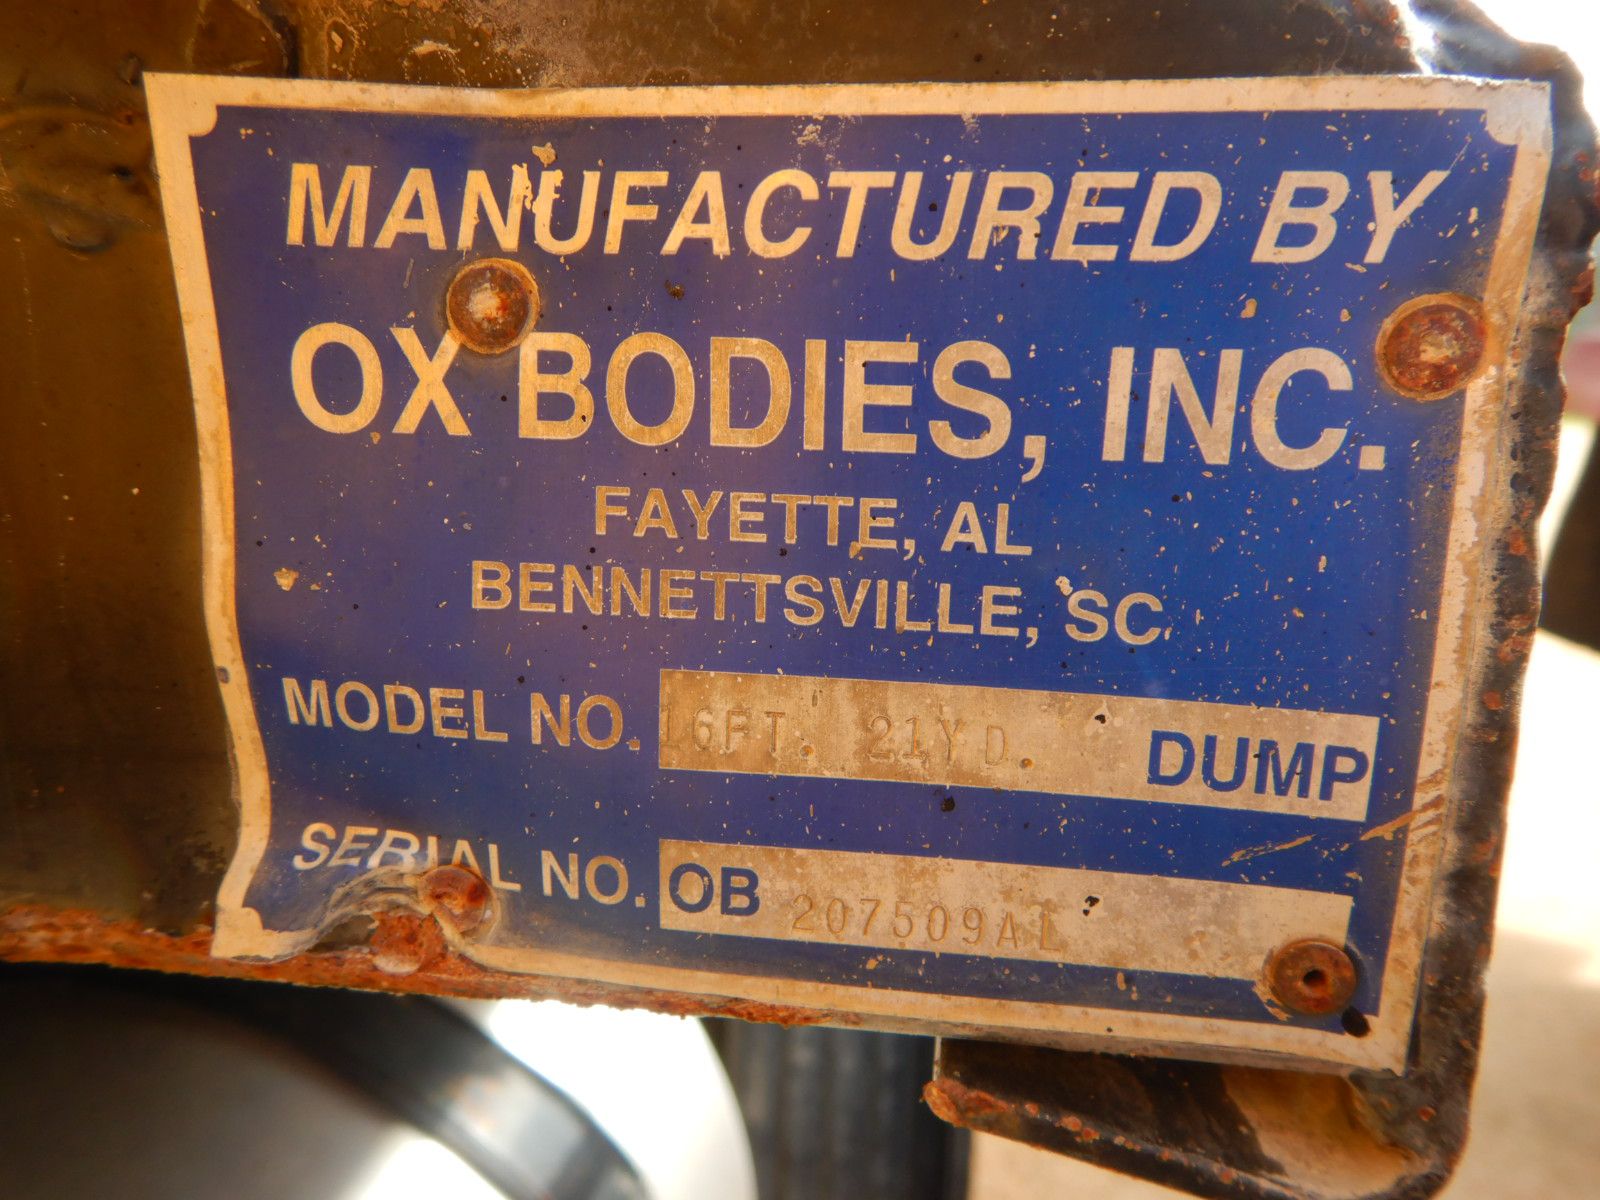 MANUFACTURED BY
OX BODIES, INC.
FAYETTE, AL
BENNETTSVILLE, SC
MODEL NO. 16FT. 21YD. DUMP
SERIAL NO. OB 207509AL